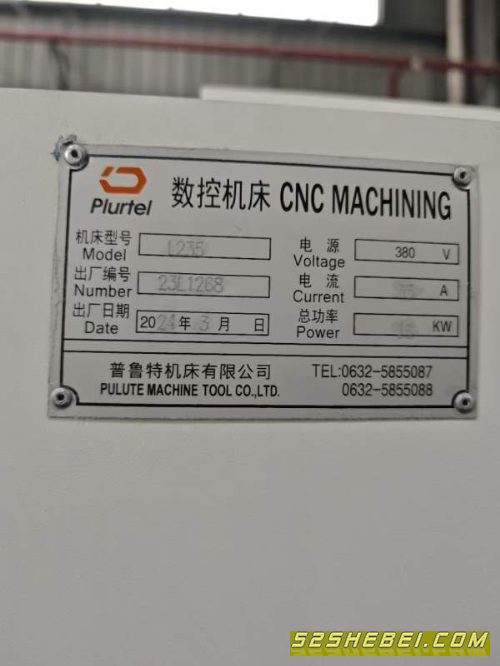 Plurtel
数控机床 CNC MACHINING
机床型号 Model L235
电源 Voltage 380 V
出厂编号 Number 23L1268
电流 Current A
出厂日期 Date 2024年3月 日
总功率 Power KW
普鲁特机床有限公司
PULUTE MACHINE TOOL CO.,LTD.
TEL:0632-5855087
0632-5855088
52SHEBEI.COM